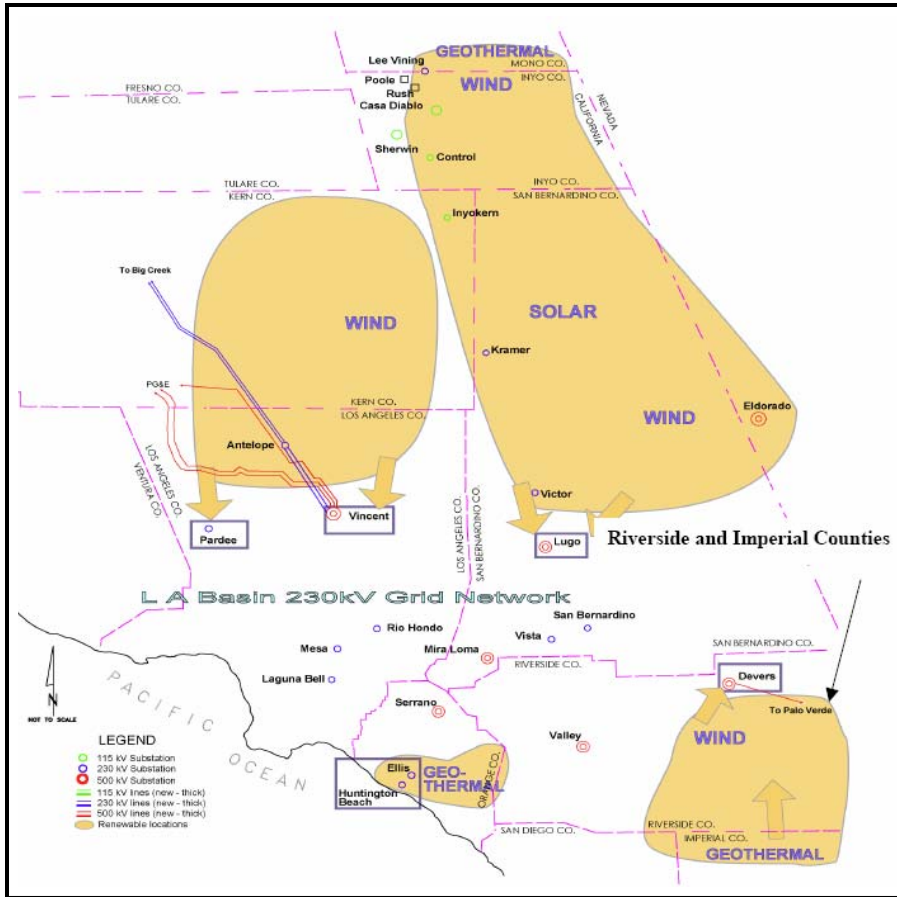 GEOTHERMAL
Lee Vining
MONO CO.
INYO CO.
Poole
WIND
Rush
Casa Diablo
FRESNO CO.
TULARE CO.
NEVADA
CALIFORNIA
Sherwin
Control
TULARE CO.
KERN CO.
INYO CO.
SAN BERNARDINO CO.
Inyokern
To Big Creek
WIND
SOLAR
Kramer
PG&E
KERN CO.
LOS ANGELES CO.
WIND
Eldorado
Antelope
LOS ANGELES CO.
VENTURA CO.
Victor
Vincent
Pardee
Lugo
Riverside and Imperial Counties
LOS ANGELES CO.
SAN BERNARDINO CO.
L A Basin 230kV Grid Network
San Bernardino
Rio Hondo
Vista
Mesa
Mira Loma
SAN BERNARDINO CO.
RIVERSIDE CO.
Laguna Bell
Devers
Serrano
To Palo Verde
N
NOT TO SCALE
PACIFIC OCEAN
Valley
WIND
LEGEND
115 kV Substation
230 kV Substation
500 kV Substation
115 kV lines (new - thick)
230 kV lines (new - thick)
500 kV lines (new - thick)
Renewable locations
Ellis
GEO-
THERMAL
Huntington
Beach
ORANGE CO.
SAN DIEGO CO.
RIVERSIDE CO.
IMPERIAL CO.
GEOTHERMAL